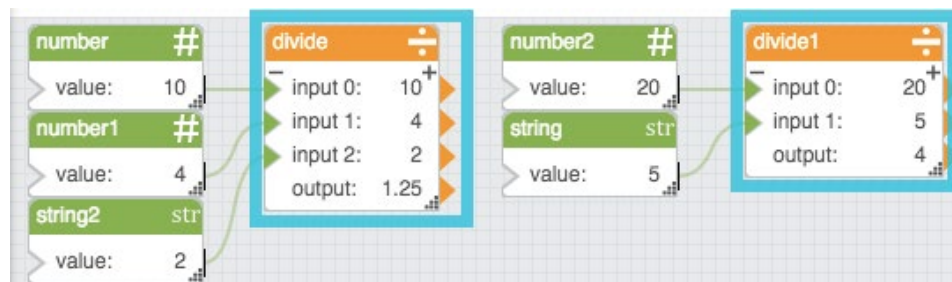 number #
value: 10
number1 #
value: 4
string2 str
value: 2
divide ÷
− +
input 0: 10
input 1: 4
input 2: 2
output: 1.25
number2 #
value: 20
string str
value: 5
divide1 ÷
− +
input 0: 20
input 1: 5
output: 4